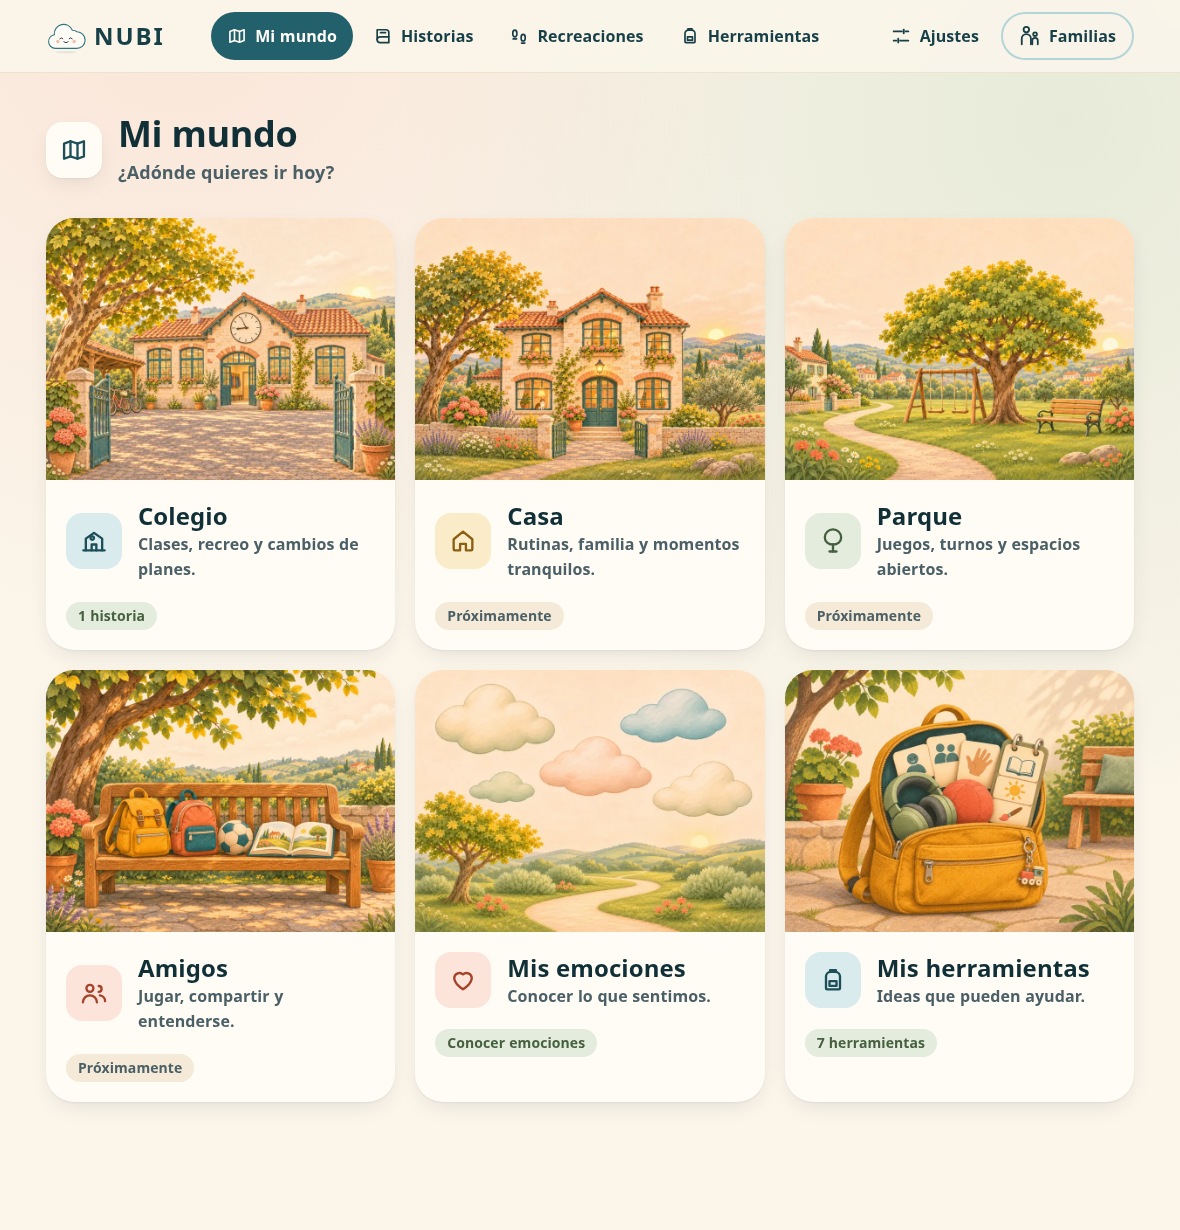 NUBI
Mi mundo
Historias
Recreaciones
Herramientas
Ajustes
Familias
Mi mundo
¿Adónde quieres ir hoy?
Colegio
Clases, recreo y cambios de
planes.
1 historia
Casa
Rutinas, familia y momentos
tranquilos.
Próximamente
Parque
Juegos, turnos y espacios
abiertos.
Próximamente
Amigos
Jugar, compartir y
entenderse.
Próximamente
Mis emociones
Conocer lo que sentimos.
Conocer emociones
Mis herramientas
Ideas que pueden ayudar.
7 herramientas